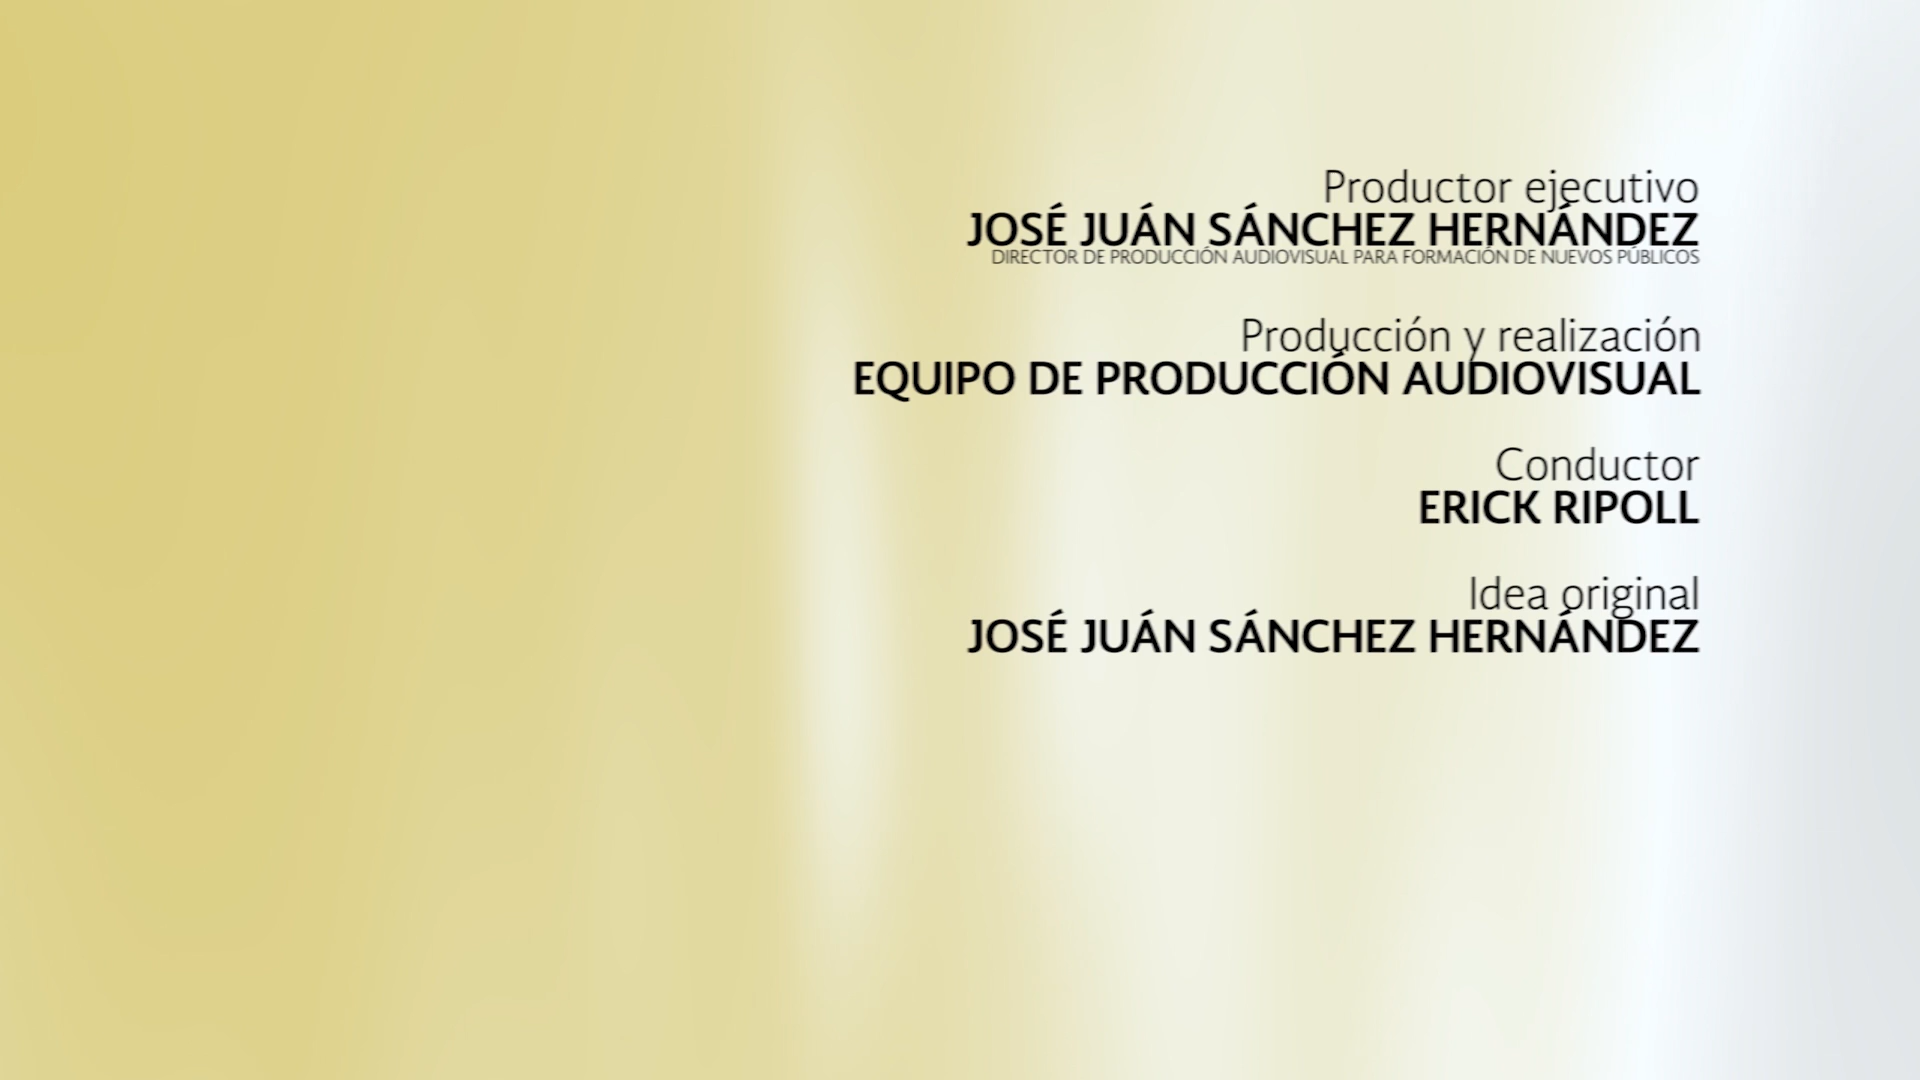 Productor ejecutivo
JOSÉ JUÁN SÁNCHEZ HERNÁNDEZ
DIRECTOR DE PRODUCCIÓN AUDIOVISUAL PARA FORMACIÓN DE NUEVOS PÚBLICOS
Producción y realización
EQUIPO DE PRODUCCIÓN AUDIOVISUAL
Conductor
ERICK RIPOLL
Idea original
JOSÉ JUÁN SÁNCHEZ HERNÁNDEZ